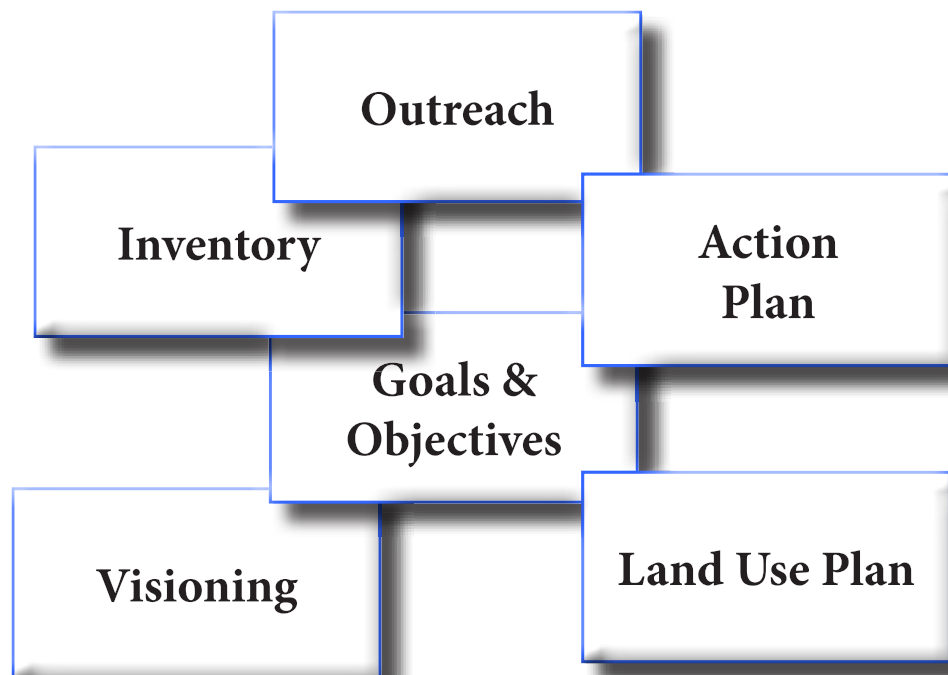 Outreach
Inventory
Action
Plan
Goals &
Objectives
Visioning
Land Use Plan